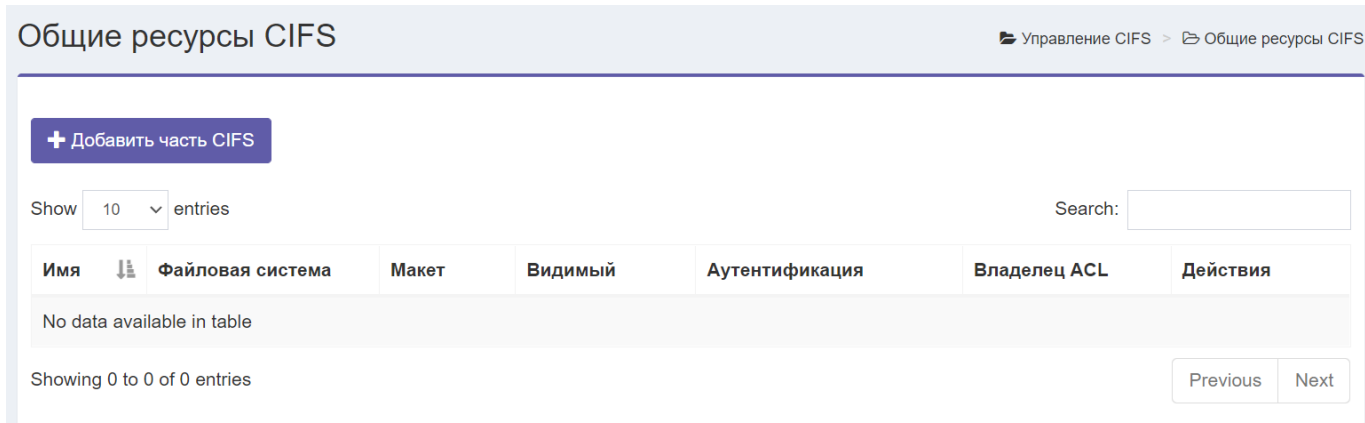 Общие ресурсы CIFS
Управление CIFS > Общие ресурсы CIFS
Добавить часть CIFS
Show 10 entries
Search:
Имя Файловая система Макет Видимый Аутентификация Владелец ACL Действия
No data available in table
Showing 0 to 0 of 0 entries
Previous Next